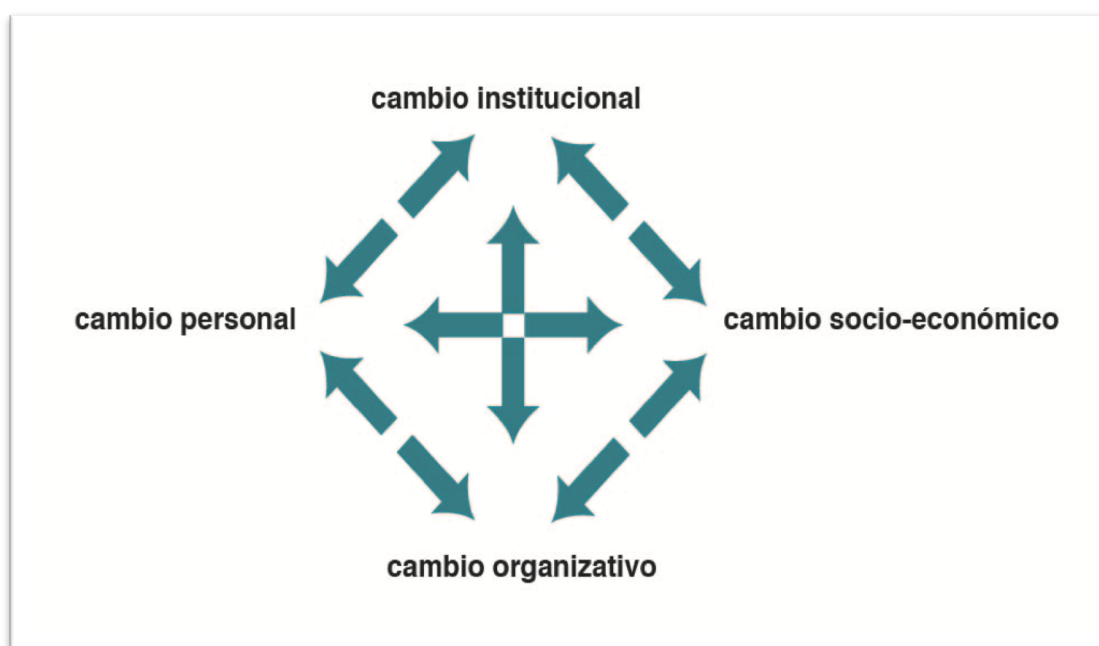 cambio institucional
cambio personal
cambio socio-económico
cambio organizativo